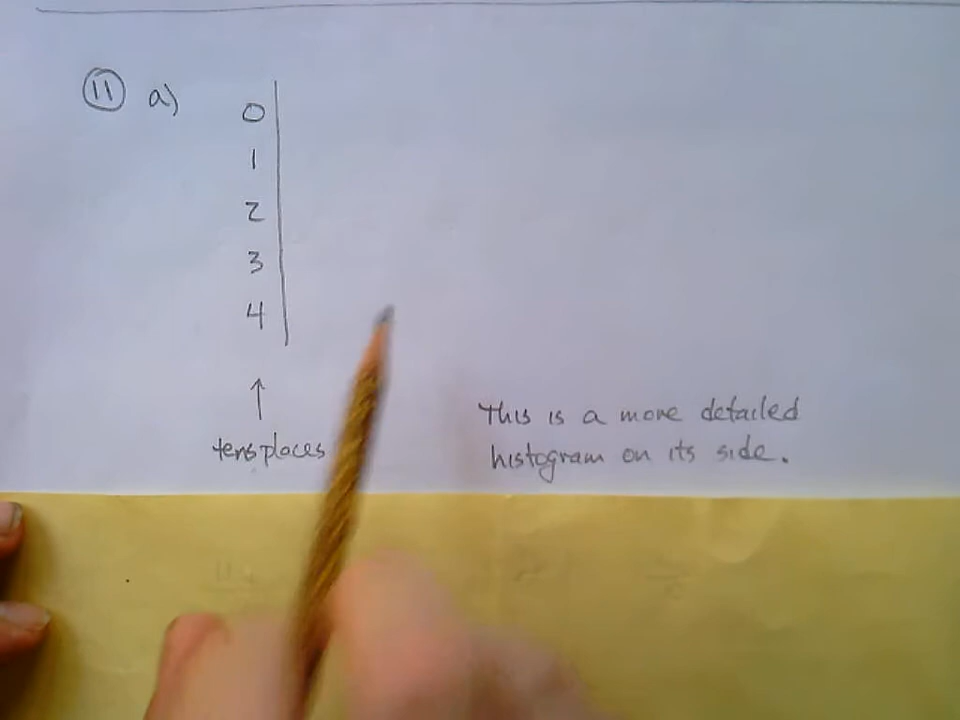 11 a) 0
1
2
3
4
↑
tens places
This is a more detailed
histogram on its side.